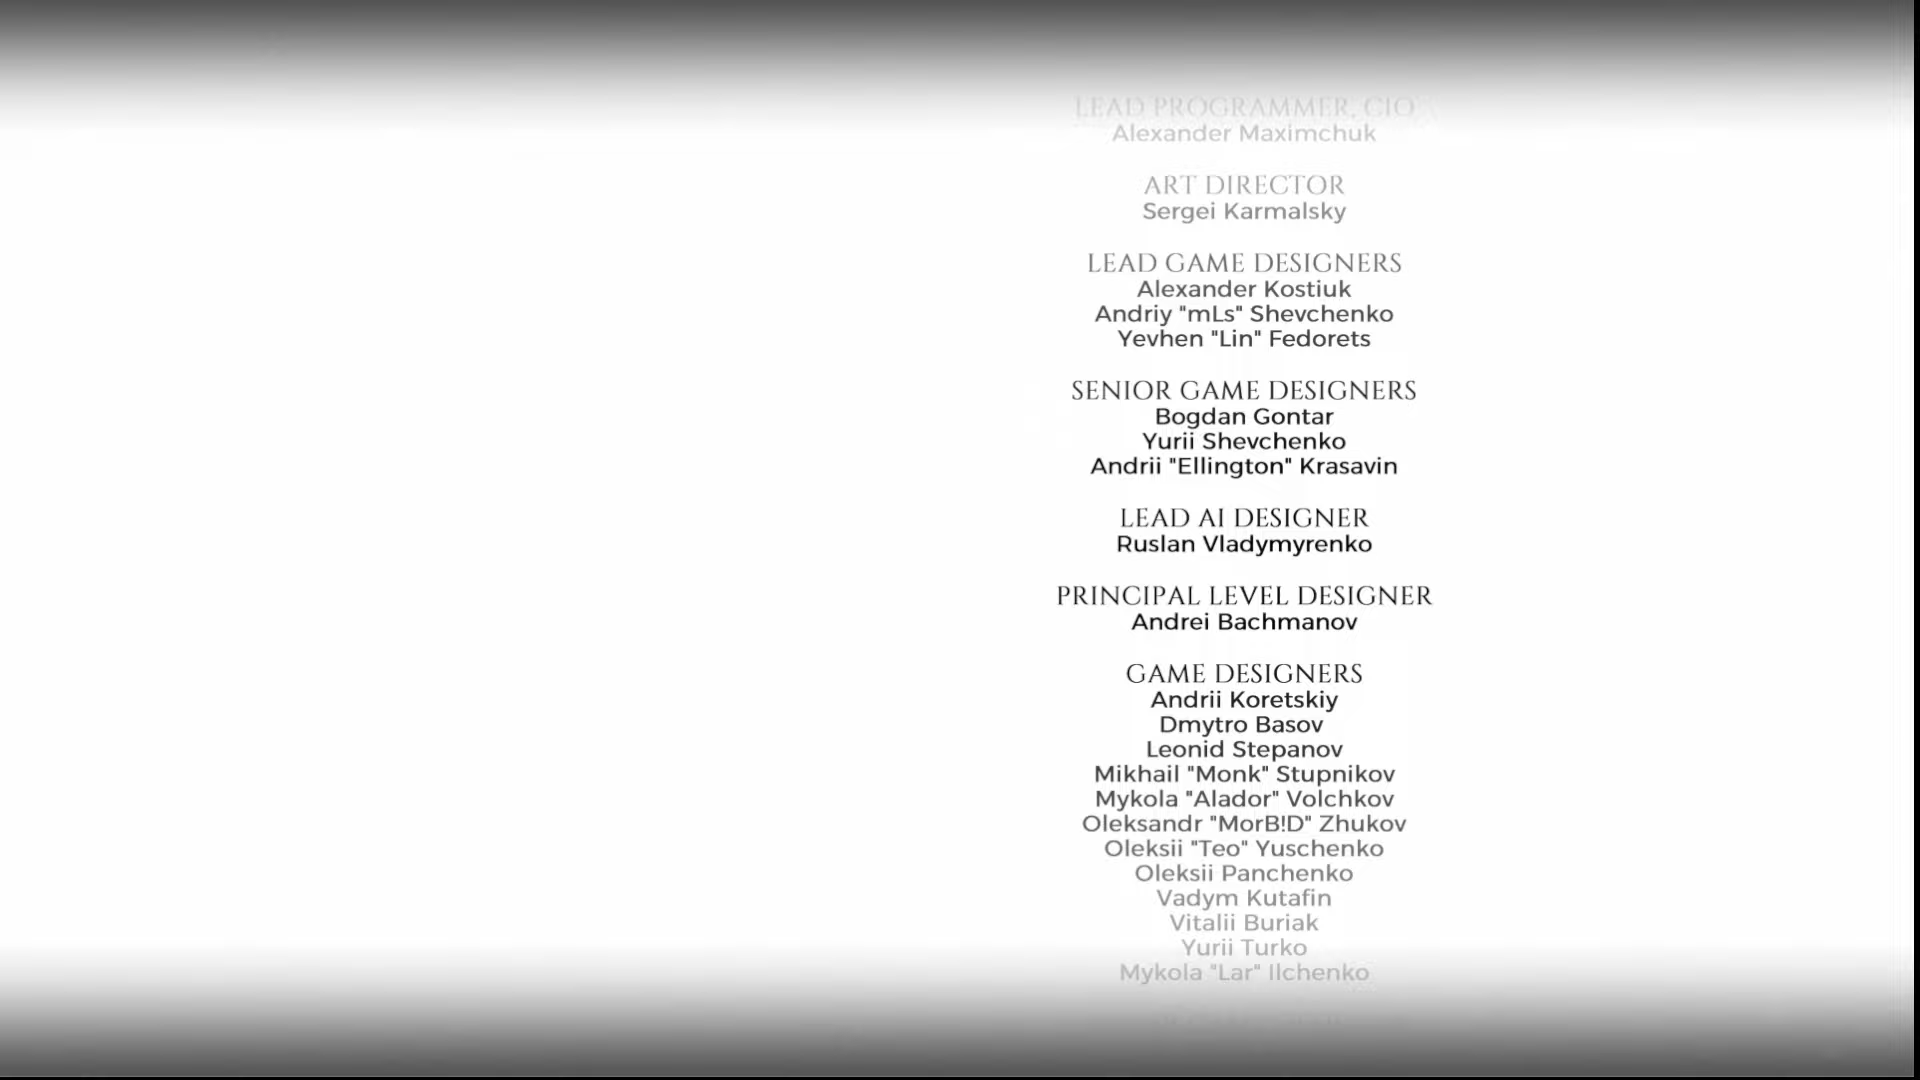 LEAD PROGRAMMER, CIO
Alexander Maximchuk
ART DIRECTOR
Sergei Karmalsky
LEAD GAME DESIGNERS
Alexander Kostiuk
Andriy "mLs" Shevchenko
Yevhen "Lin" Fedorets
SENIOR GAME DESIGNERS
Bogdan Gontar
Yurii Shevchenko
Andrii "Ellington" Krasavin
LEAD AI DESIGNER
Ruslan Vladymyrenko
PRINCIPAL LEVEL DESIGNER
Andrei Bachmanov
GAME DESIGNERS
Andrii Koretskiy
Dmytro Basov
Leonid Stepanov
Mikhail "Monk" Stupnikov
Mykola "Alador" Volchkov
Oleksandr "MorB!D" Zhukov
Oleksii "Teo" Yuschenko
Oleksii Panchenko
Vadym Kutafin
Vitalii Buriak
Yurii Turko
Mykola "Lar" Ilchenko